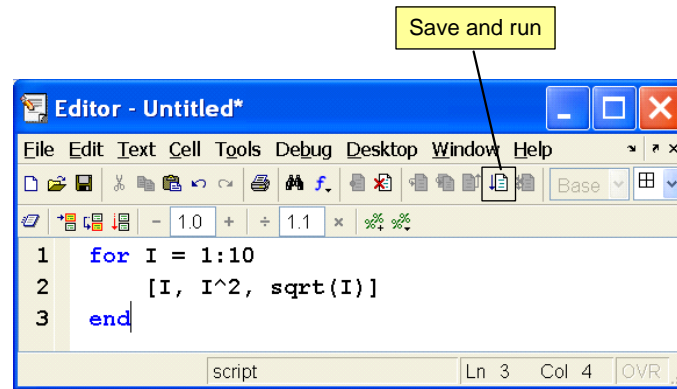 Save and run
Editor - Untitled*
File Edit Text Cell Tools Debug Desktop Window Help
Base
- 1.0 + ÷ 1.1 ×
1 for I = 1:10
2 [I, I^2, sqrt(I)]
3 end
script Ln 3 Col 4 OVR